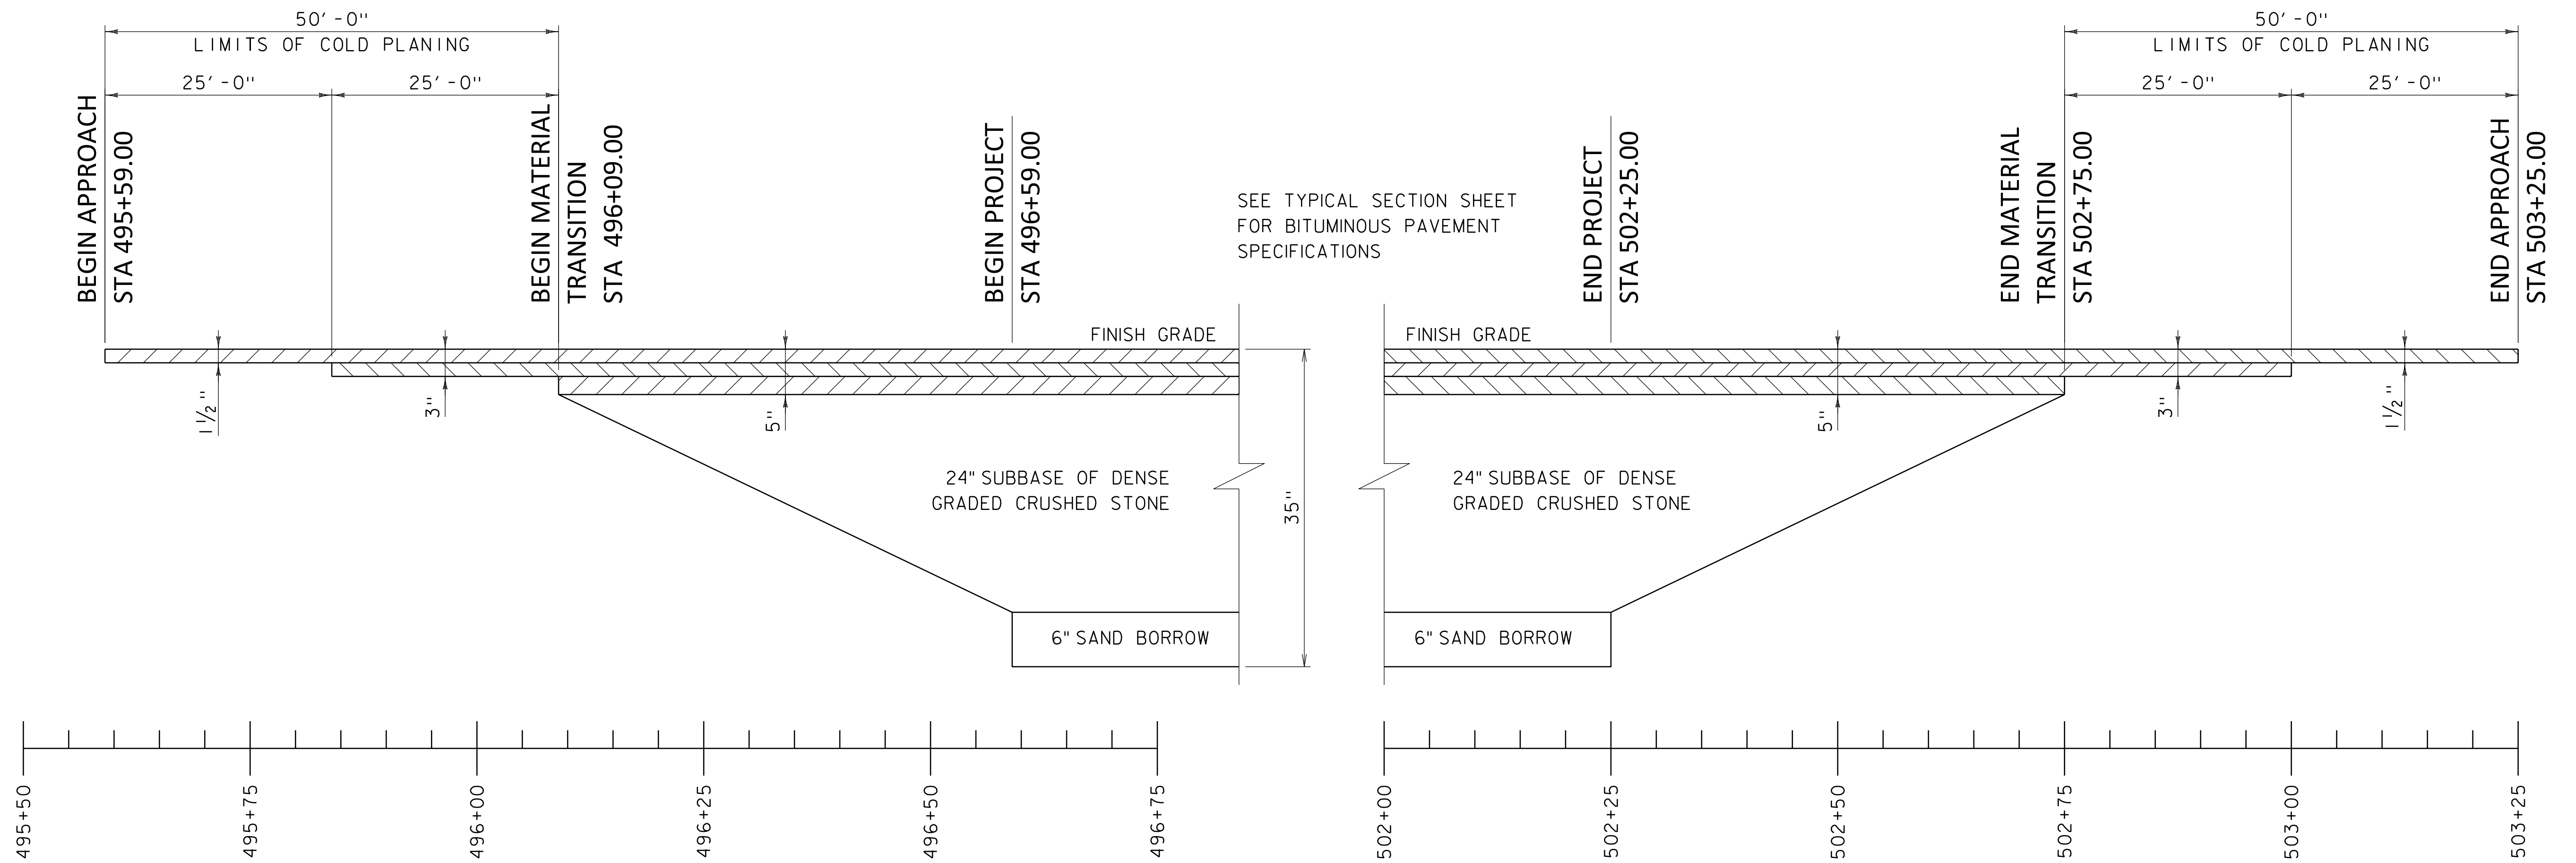 50'-0"
LIMITS OF COLD PLANING
25'-0"
25'-0"
BEGIN APPROACH
STA 495+59.00
BEGIN MATERIAL
TRANSITION
STA 496+09.00
BEGIN PROJECT
STA 496+59.00
SEE TYPICAL SECTION SHEET
FOR BITUMINOUS PAVEMENT
SPECIFICATIONS
50'-0"
LIMITS OF COLD PLANING
25'-0"
25'-0"
END PROJECT
STA 502+25.00
END MATERIAL
TRANSITION
STA 502+75.00
END APPROACH
STA 503+25.00
FINISH GRADE
FINISH GRADE
1 1/2"
3"
5"
5"
3"
1 1/2"
24" SUBBASE OF DENSE
GRADED CRUSHED STONE
35"
24" SUBBASE OF DENSE
GRADED CRUSHED STONE
6" SAND BORROW
6" SAND BORROW
495+50
495+75
496+00
496+25
496+50
496+75
502+00
502+25
502+50
502+75
503+00
503+25